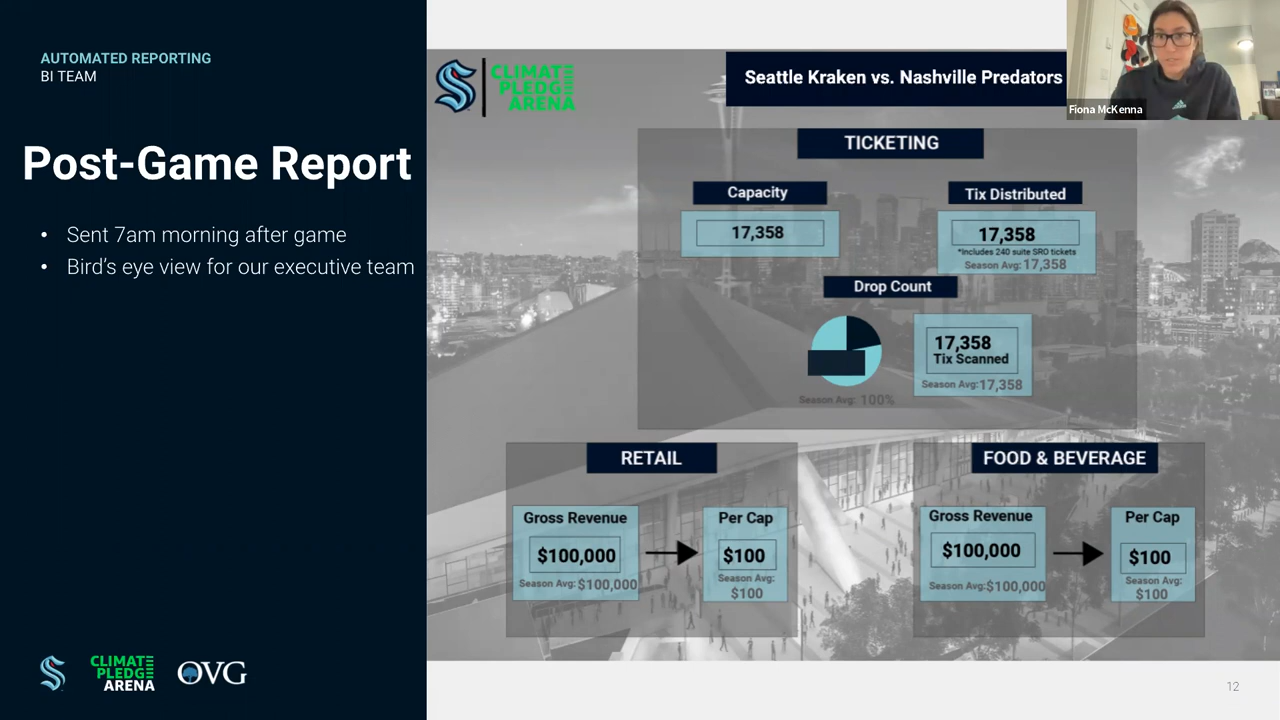 AUTOMATED REPORTING
BI TEAM
Post-Game Report
• Sent 7am morning after game
• Bird's eye view for our executive team
CLIMATE
PLEDGE
ARENA
OVG
CLIMATE
PLEDGE
ARENA
Seattle Kraken vs. Nashville Predators
Fiona McKenna
TICKETING
Capacity
17,358
Tix Distributed
17,358
*Includes 240 suite SRO tickets
Season Avg: 17,358
Drop Count
17,358
Tix Scanned
Season Avg: 17,358
Season Avg: 100%
RETAIL
Gross Revenue
$100,000
Season Avg: $100,000
Per Cap
$100
Season Avg:
$100
FOOD & BEVERAGE
Gross Revenue
$100,000
Season Avg: $100,000
Per Cap
$100
Season Avg:
$100
12